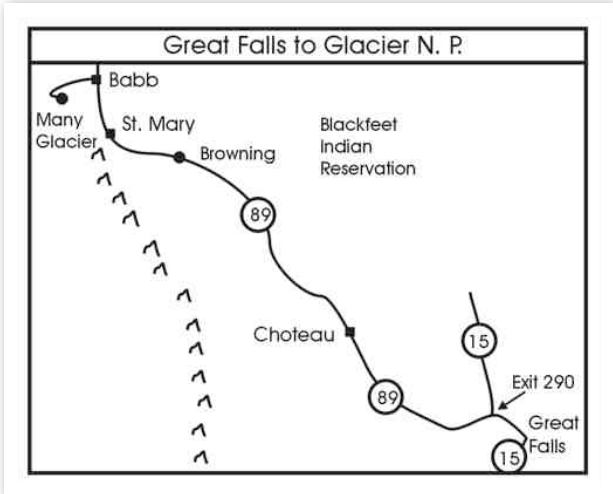 Great Falls to Glacier N. P.
Babb
Many
Glacier
St. Mary
Browning
Blackfeet
Indian
Reservation
89
Choteau
15
Exit 290
89
Great
Falls
15